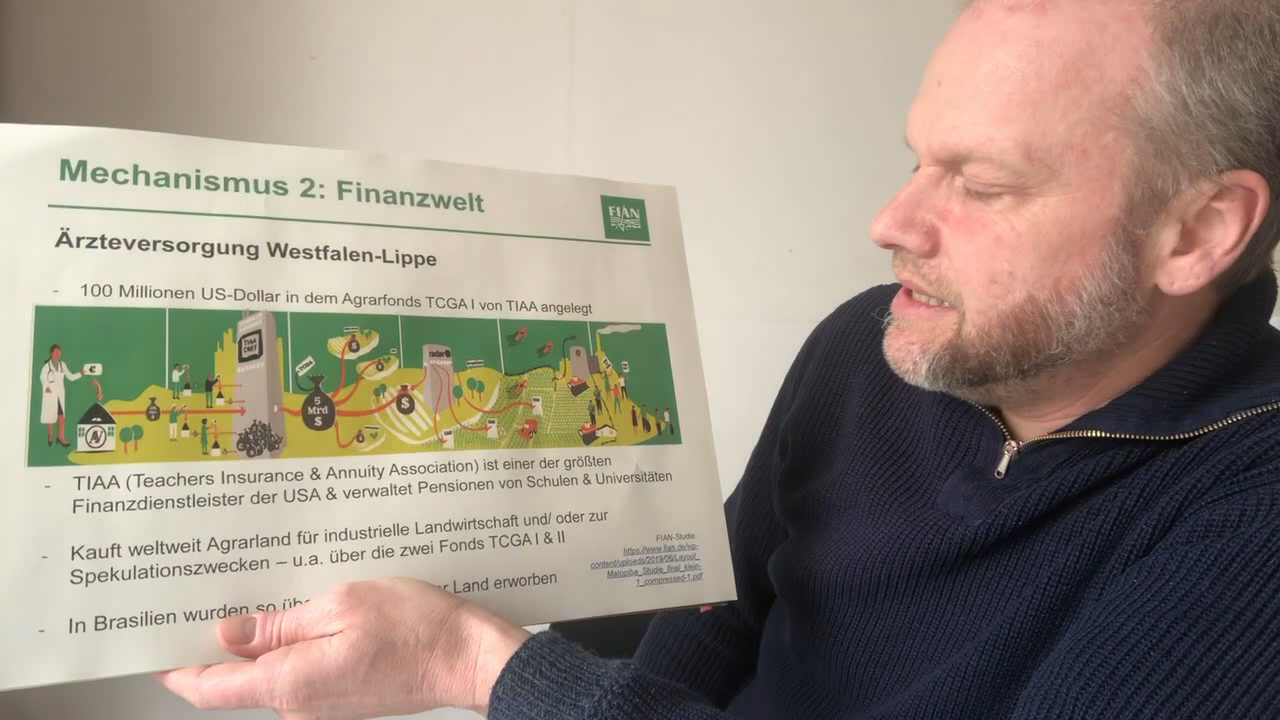 Mechanismus 2: Finanzwelt
FIAN
Ärzteversorgung Westfalen-Lippe
- 100 Millionen US-Dollar in dem Agrarfonds TCGA I von TIAA angelegt
TIAA
CREF
radar
€
TCGA I
5
Mrd
$
$
- TIAA (Teachers Insurance & Annuity Association) ist einer der größten
Finanzdienstleister der USA & verwaltet Pensionen von Schulen & Universitäten
- Kauft weltweit Agrarland für industrielle Landwirtschaft und/ oder zur
Spekulationszwecken – u.a. über die zwei Fonds TCGA I & II
FIAN-Studie:
https://www.fian.de/wp-
content/uploads/2019/06/Layout_
Matopiba_Studie_final_klein-
1_compressed-1.pdf
- In Brasilien wurden so Land erworben